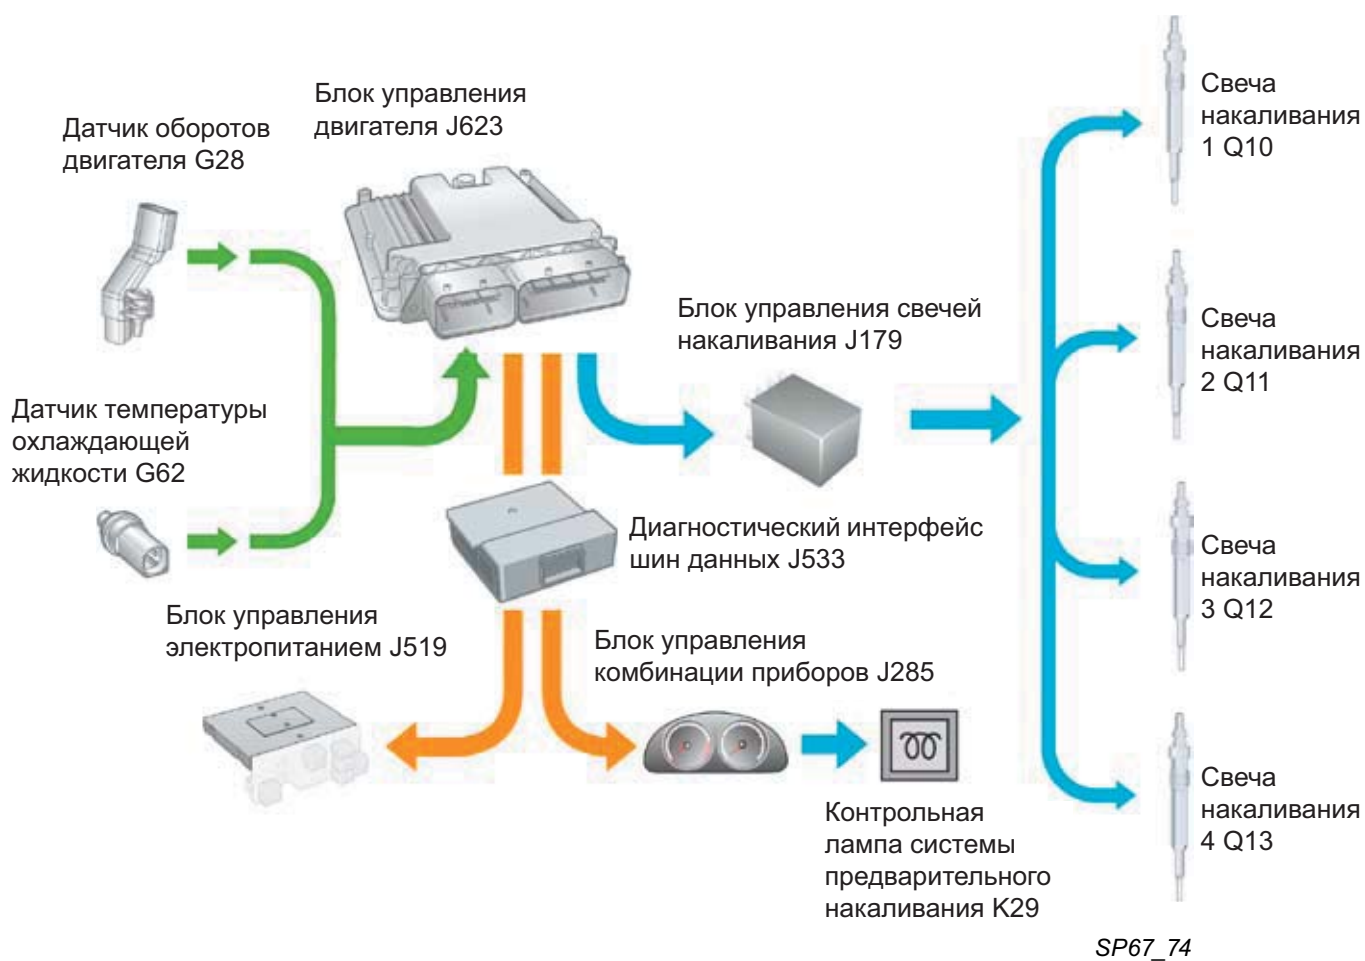 Блок управления
двигателя J623
Датчик оборотов
двигателя G28
Свеча
накаливания
1 Q10
Блок управления свечей
накаливания J179
Свеча
накаливания
2 Q11
Датчик температуры
охлаждающей
жидкости G62
Диагностический интерфейс
шин данных J533
Свеча
накаливания
3 Q12
Блок управления
электропитанием J519
Блок управления
комбинации приборов J285
Свеча
накаливания
4 Q13
Контрольная
лампа системы
предварительного
накаливания K29
SP67_74